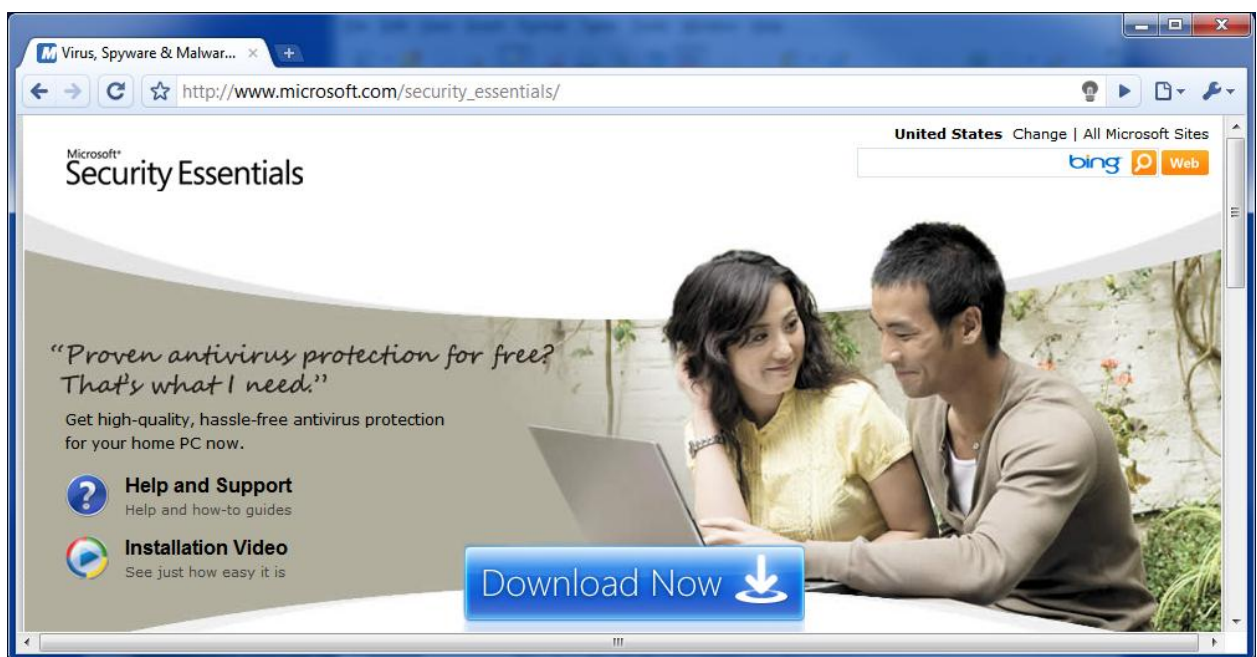 Virus, Spyware & Malwar...
http://www.microsoft.com/security_essentials/
United States Change | All Microsoft Sites
Microsoft®
Security Essentials
bing Web
“Proven antivirus protection for free?
That's what I need.”
Get high-quality, hassle-free antivirus protection
for your home PC now.
Help and Support
Help and how-to guides
Installation Video
See just how easy it is
Download Now